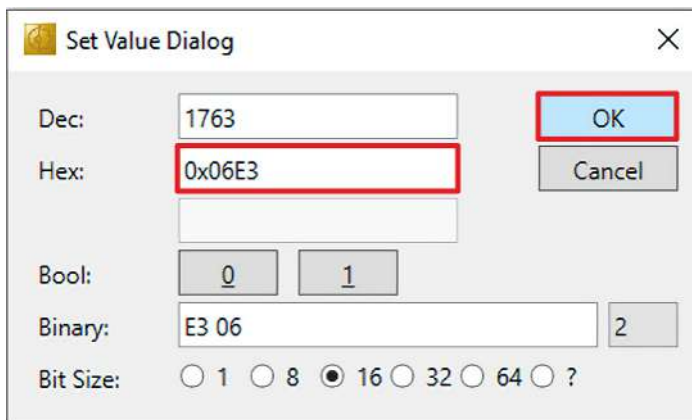 Set Value Dialog
Dec: 1763 OK
Hex: 0x06E3 Cancel
Bool: 0 1
Binary: E3 06 2
Bit Size: 1 8 16 32 64 ?